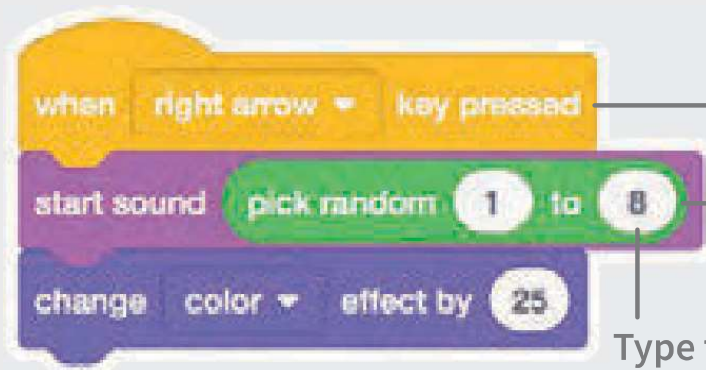 when right arrow key pressed
start sound pick random 1 to 8
change color effect by 25
Type